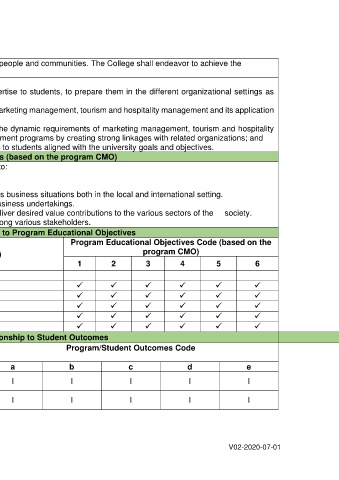 people and communities. The College shall endeavor to achieve the
ertise to students, to prepare them in the different organizational settings as
arketing management, tourism and hospitality management and its application
he dynamic requirements of marketing management, tourism and hospitality
ment programs by creating strong linkages with related organizations; and
to students aligned with the university goals and objectives.
s (based on the program CMO)
to:
s business situations both in the local and international setting.
usiness undertakings.
liver desired value contributions to the various sectors of the society.
ong various stakeholders.
to Program Educational Objectives
Program Educational Objectives Code (based on the
program CMO)
)
1 2 3 4 5 6
✓ ✓ ✓ ✓ ✓ ✓
✓ ✓ ✓ ✓ ✓ ✓
✓ ✓ ✓ ✓ ✓ ✓
✓ ✓ ✓ ✓ ✓ ✓
✓ ✓ ✓ ✓ ✓ ✓
onship to Student Outcomes
Program/Student Outcomes Code
a b c d e
I I I I I
I I I I I
V02-2020-07-01